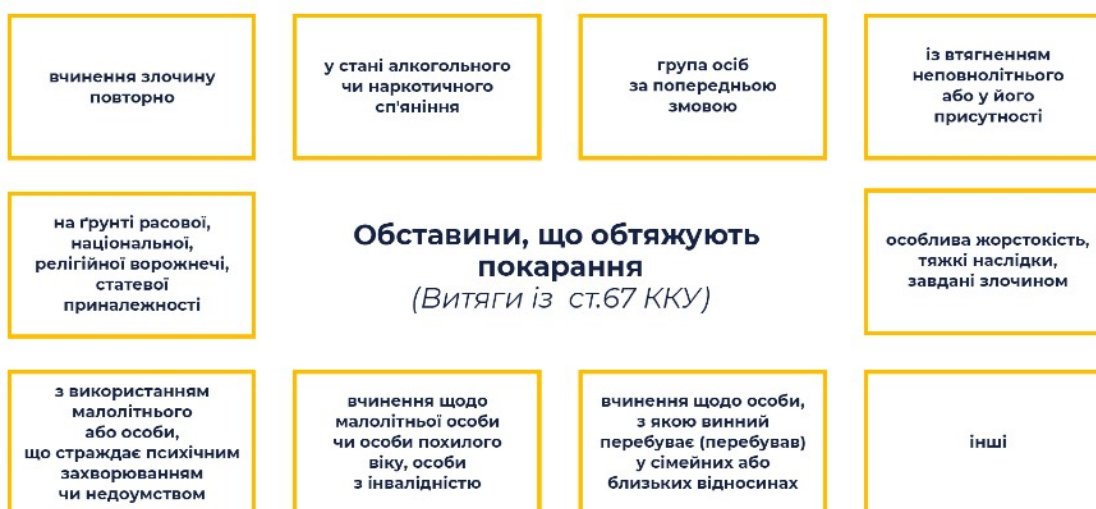 вчинення злочину
повторно
у стані алкогольного
чи наркотичного
сп'яніння
група осіб
за попередньою
змовою
із втягненням
неповнолітнього
або у його
присутності
на ґрунті расової,
національної,
релігійної ворожнечі,
статевої
приналежності
Обставини, що обтяжують
покарання
(Витяги із ст.67 ККУ)
особлива жорстокість,
тяжкі наслідки,
завдані злочином
з використанням
малолітнього
або особи,
що страждає психічним
захворюванням
чи недоумством
вчинення щодо
малолітньої особи
чи особи похилого
віку, особи
з інвалідністю
вчинення щодо особи,
з якою винний
перебуває (перебував)
у сімейних або
близьких відносинах
інші